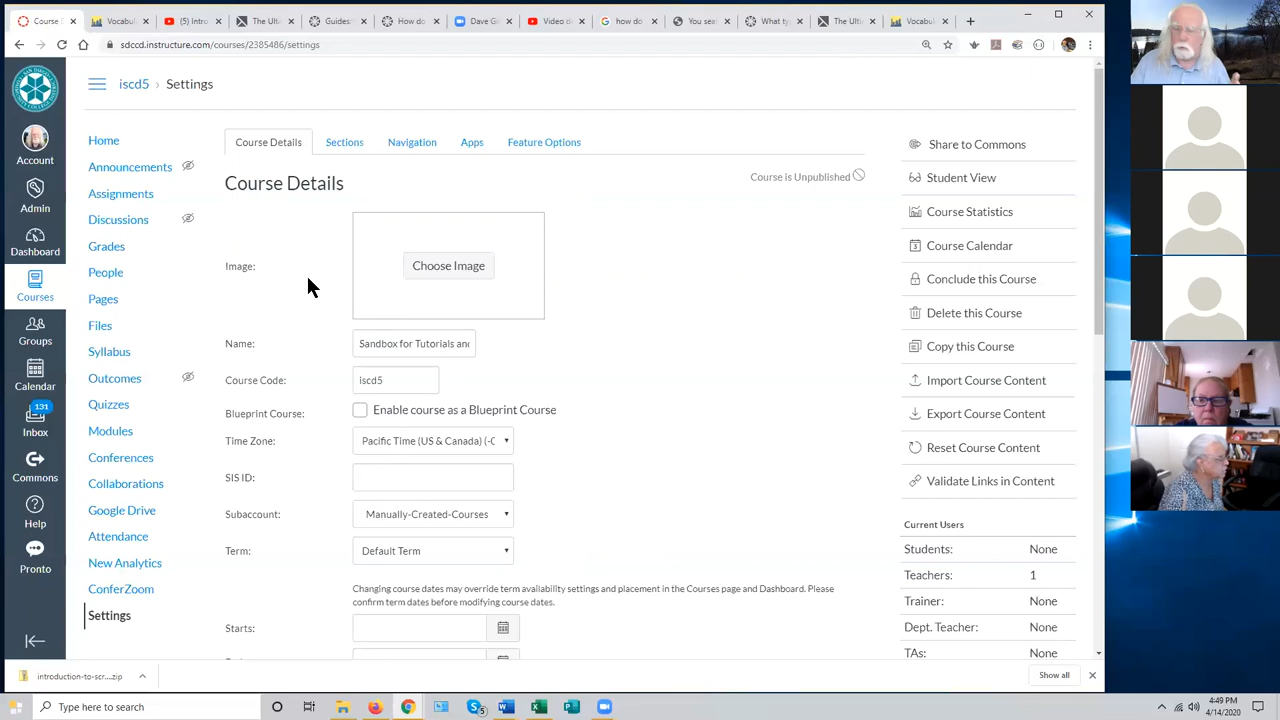 Course D
Vocabul
(5) Intro
The Ultim
Guides:
How do
Dave Gi
Video de
how do
You sear
What typ
The Ultim
Vocabul
sdccd.instructure.com/courses/2385486/settings
iscd5 › Settings
Account
Admin
Dashboard
Courses
Groups
Calendar
131
Inbox
Commons
Help
Pronto
Home
Announcements
Assignments
Discussions
Grades
People
Pages
Files
Syllabus
Outcomes
Quizzes
Modules
Conferences
Collaborations
Google Drive
Attendance
New Analytics
ConferZoom
Settings
Course Details
Sections
Navigation
Apps
Feature Options
Course Details
Course is Unpublished
Image:
Choose Image
Name:
Sandbox for Tutorials and
Course Code:
iscd5
Blueprint Course:
Enable course as a Blueprint Course
Time Zone:
Pacific Time (US & Canada) (-0
SIS ID:
Subaccount:
Manually-Created-Courses
Term:
Default Term
Changing course dates may override term availability settings and placement in the Courses page and Dashboard. Please
confirm term dates before modifying course dates.
Starts:
Share to Commons
Student View
Course Statistics
Course Calendar
Conclude this Course
Delete this Course
Copy this Course
Import Course Content
Export Course Content
Reset Course Content
Validate Links in Content
Current Users
Students: None
Teachers: 1
Trainer: None
Dept. Teacher: None
TAs: None
introduction-to-scr....zip
Show all
Type here to search
5
4:49 PM
4/14/2020